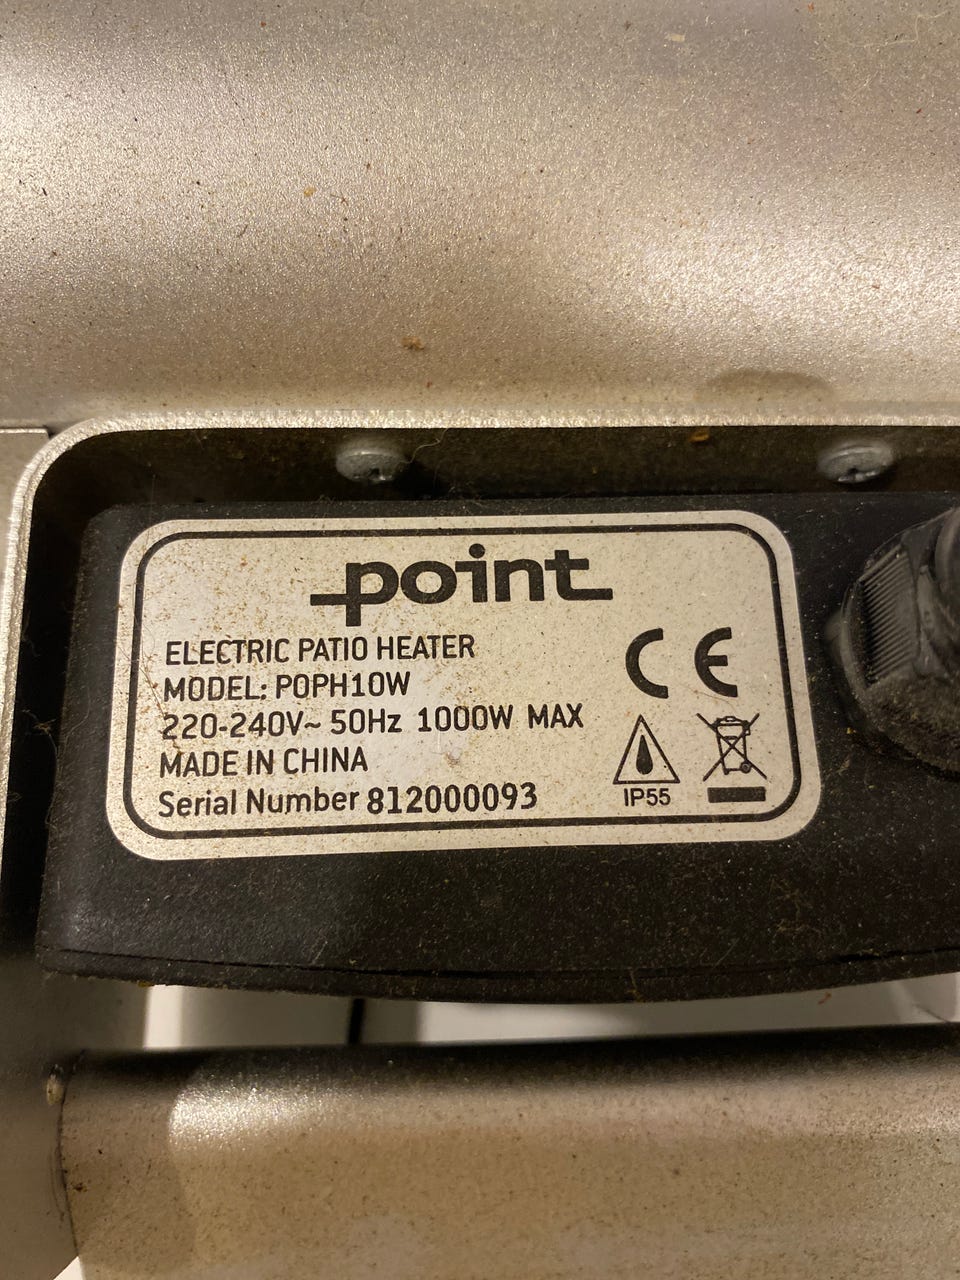 point
ELECTRIC PATIO HEATER
MODEL: POPH10W
220-240V~ 50Hz 1000W MAX
MADE IN CHINA
Serial Number 812000093
CE
IP55